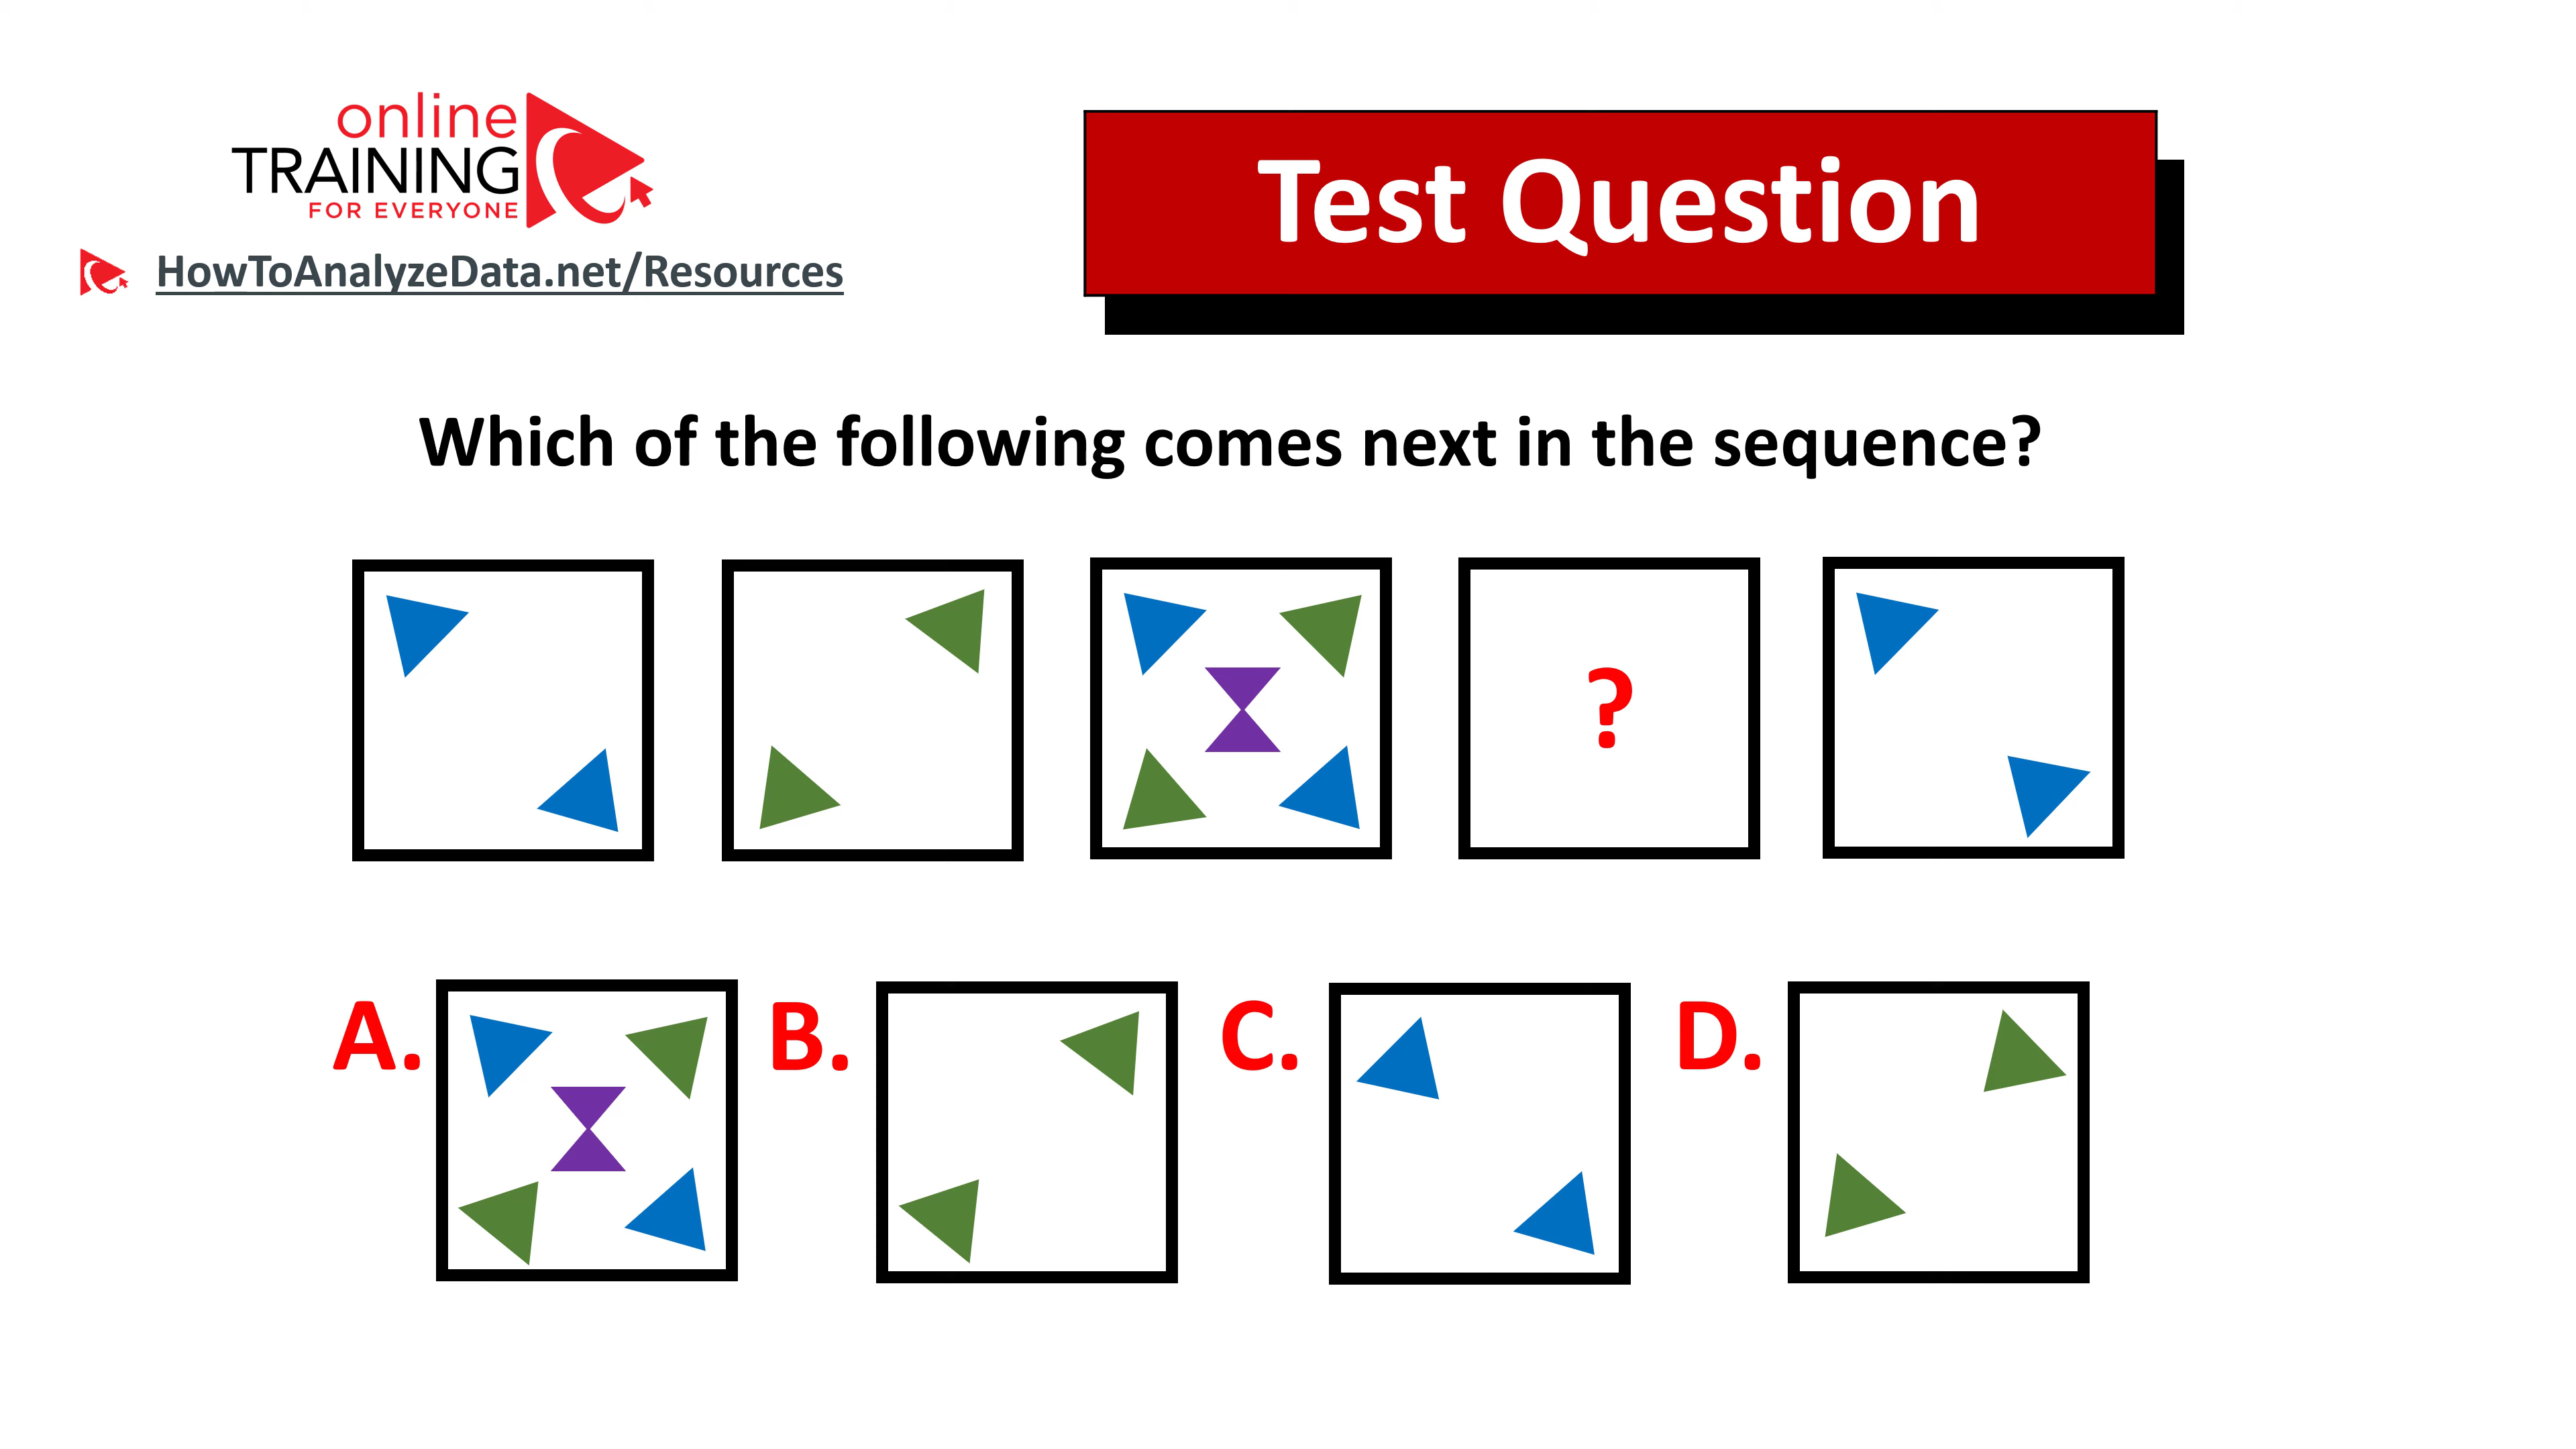 online
TRAINING
FOR EVERYONE
HowToAnalyzeData.net/Resources
Test Question
Which of the following comes next in the sequence?
?
A. B. C. D.